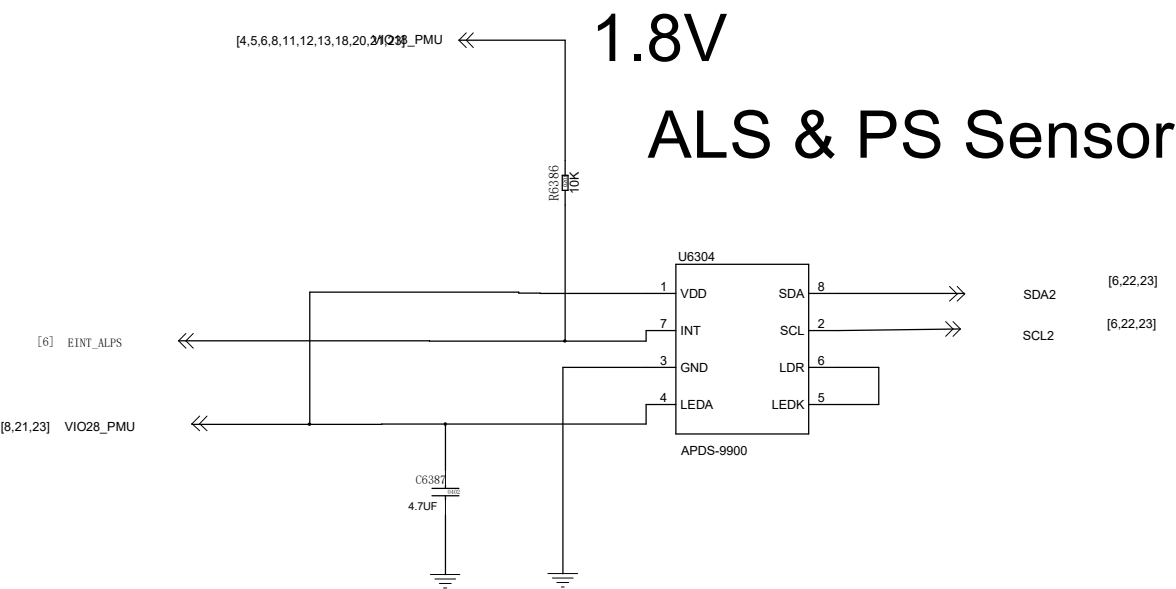 1.8V
[4,5,6,8,11,12,13,18,20,21,23]
VIO18_PMU
ALS & PS Sensor
R6386
10K
U6304
1 VDD SDA 8
SDA2 [6,22,23]
7 INT SCL 2
SCL2 [6,22,23]
[6] EINT_ALPS
3 GND LDR 6
4 LEDA LEDK 5
[8,21,23] VIO28_PMU
APDS-9900
C6387
0402
4.7UF